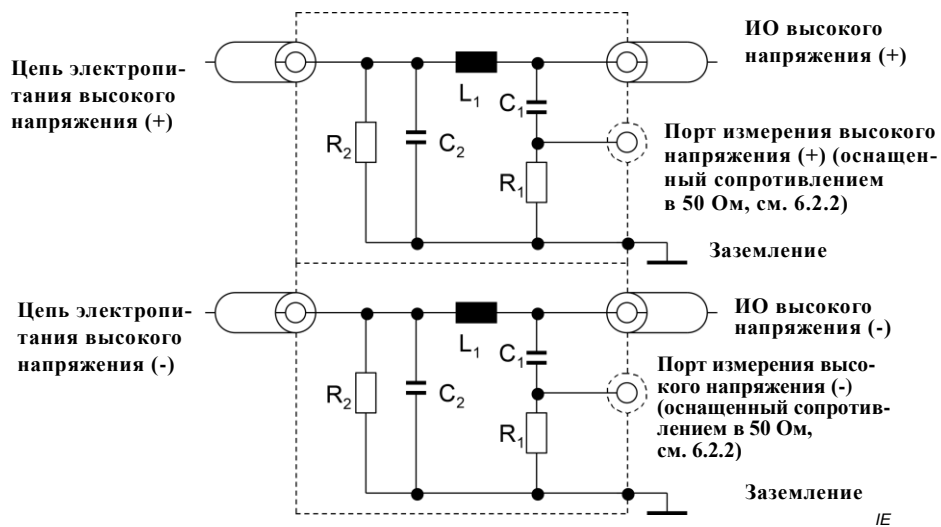 Цепь электропи-
тания высокого
напряжения (+)
L1
C1
R2
C2
R1
ИО высокого
напряжения (+)
Порт измерения высокого
напряжения (+) (оснащен-
ный сопротивлением
в 50 Ом, см. 6.2.2)
Заземление
Цепь электропи-
тания высокого
напряжения (-)
L1
C1
R2
C2
R1
ИО высокого
напряжения (-)
Порт измерения высо-
кого напряжения (-)
(оснащенный сопротив-
лением в 50 Ом,
см. 6.2.2)
Заземление
IE